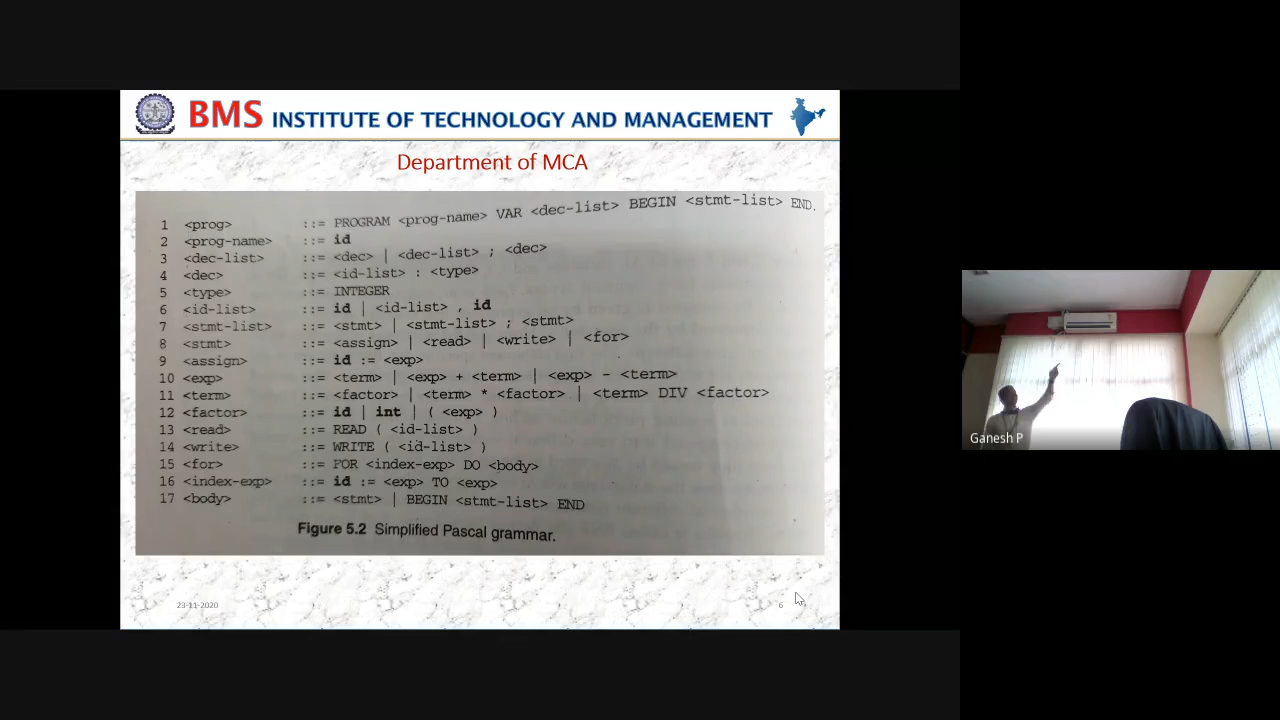 BMS INSTITUTE OF TECHNOLOGY AND MANAGEMENT
Department of MCA
1 <prog> ::= PROGRAM <prog-name> VAR <dec-list> BEGIN <stmt-list> END.
2 <prog-name> ::= id
3 <dec-list> ::= <dec> | <dec-list> ; <dec>
4 <dec> ::= <id-list> : <type>
5 <type> ::= INTEGER
6 <id-list> ::= id | <id-list> , id
7 <stmt-list> ::= <stmt> | <stmt-list> ; <stmt>
8 <stmt> ::= <assign> | <read> | <write> | <for>
9 <assign> ::= id := <exp>
10 <exp> ::= <term> | <exp> + <term> | <exp> - <term>
11 <term> ::= <factor> | <term> * <factor> | <term> DIV <factor>
12 <factor> ::= id | int | ( <exp> )
13 <read> ::= READ ( <id-list> )
14 <write> ::= WRITE ( <id-list> )
15 <for> ::= FOR <index-exp> DO <body>
16 <index-exp> ::= id := <exp> TO <exp>
17 <body> ::= <stmt> | BEGIN <stmt-list> END
Figure 5.2 Simplified Pascal grammar.
23-11-2020
6
Ganesh P